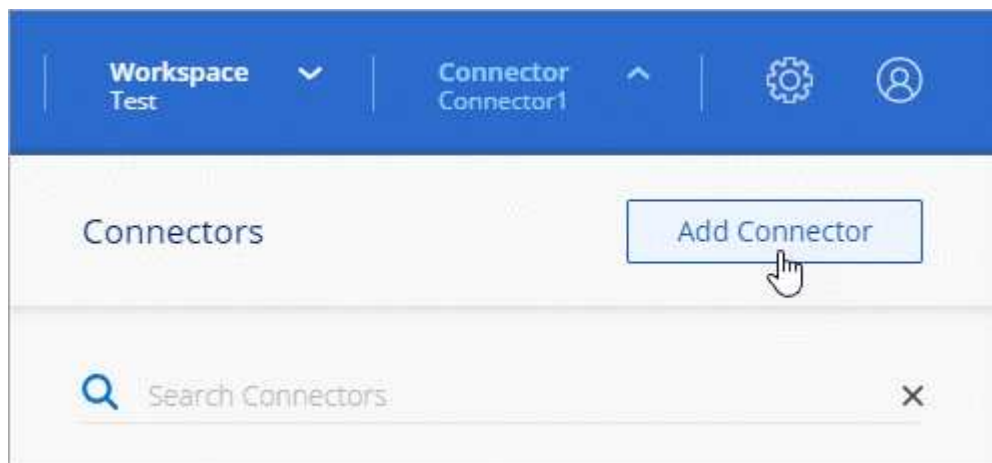 Workspace
Test
Connector
Connector1
Connectors
Add Connector
Search Connectors